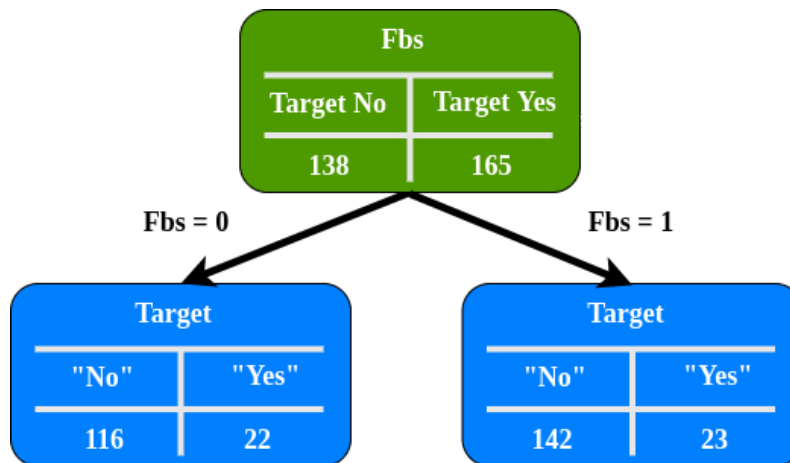 Fbs
Target No Target Yes
138 165
Fbs = 0 Fbs = 1
Target Target
"No" "Yes" "No" "Yes"
116 22 142 23